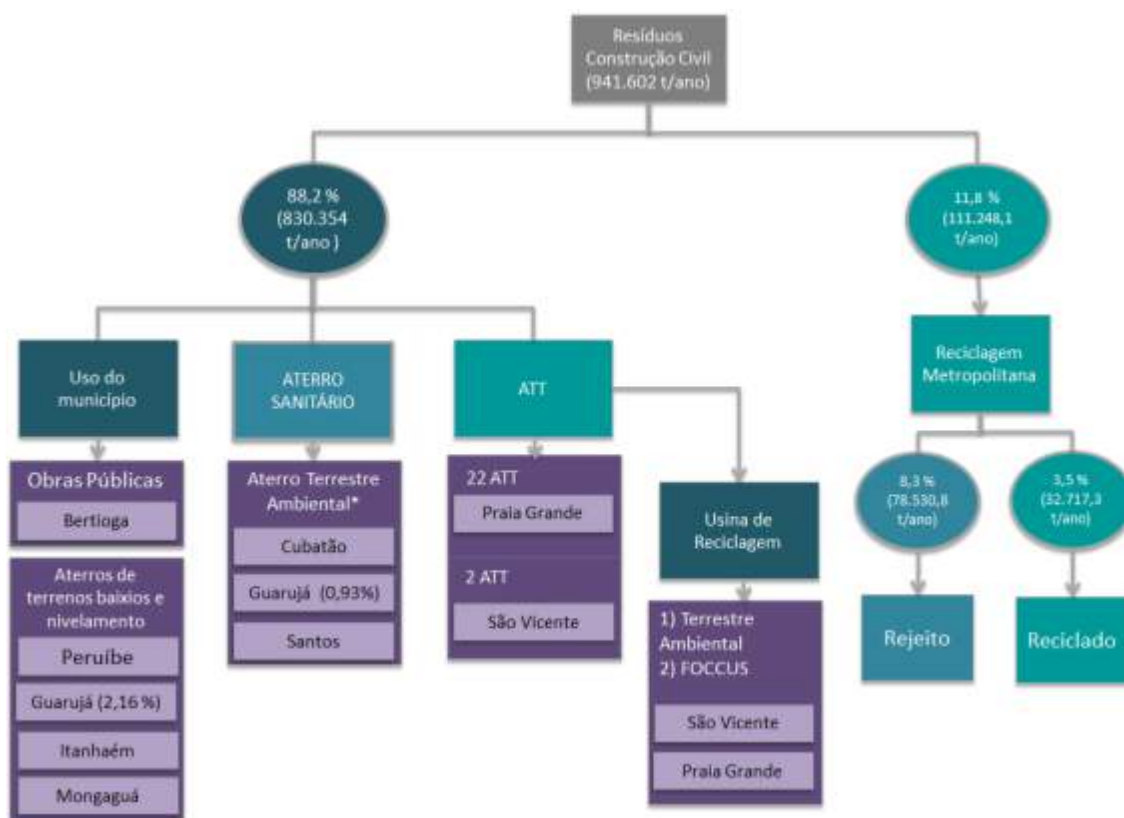 Resíduos
Construção Civil
(941.602 t/ano)
88,2 %
(830.354
t/ano )
11,8 %
(111.248,1
t/ano)
Uso do
município
ATERRO
SANITÁRIO
ATT
Reciclagem
Metropolitana
Obras Públicas
Bertioga
Aterros de
terrenos baixios e
nivelamento
Peruíbe
Guarujá (2,16 %)
Itanhaém
Mongaguá
Aterro Terrestre
Ambiental*
Cubatão
Guarujá (0,93%)
Santos
22 ATT
Praia Grande
2 ATT
São Vicente
Usina de
Reciclagem
1) Terrestre
Ambiental
2) FOCCUS
São Vicente
Praia Grande
8,3 %
(78.530,8
t/ano)
3,5 %
(32.717,3
t/ano)
Rejeito
Reciclado